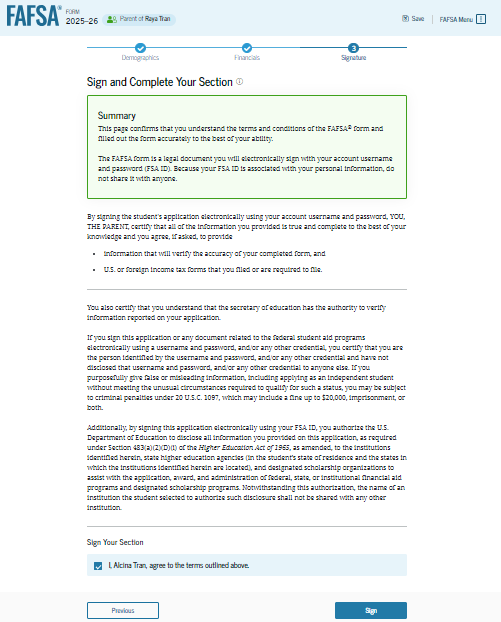 FAFSA®
FORM
2025–26
Parent of Raya Tran
Save
FAFSA Menu
Demographics
Financials
3
Signature
Sign and Complete Your Section
Summary
This page confirms that you understand the terms and conditions of the FAFSA® form and
filled out the form accurately to the best of your ability.
The FAFSA form is a legal document you will electronically sign with your account username
and password (FSA ID). Because your FSA ID is associated with your personal information, do
not share it with anyone.
By signing the student's application electronically using your account username and password, YOU,
THE PARENT, certify that all of the information you provided is true and complete to the best of your
knowledge and you agree, if asked, to provide
• information that will verify the accuracy of your completed form, and
• U.S. or foreign income tax forms that you filed or are required to file.
You also certify that you understand that the secretary of education has the authority to verify
information reported on your application.
If you sign this application or any document related to the federal student aid programs
electronically using a username and password, and/or any other credential, you certify that you are
the person identified by the username and password, and/or any other credential and have not
disclosed that username and password, and/or any other credential to anyone else. If you
purposefully give false or misleading information, including applying as an independent student
without meeting the unusual circumstances required to qualify for such a status, you may be subject
to criminal penalties under 20 U.S.C. 1097, which may include a fine up to $20,000, imprisonment, or
both.
Additionally, by signing this application electronically using your FSA ID, you authorize the U.S.
Department of Education to disclose all information you provided on this application, as required
under Section 483(a)(2)(D)(i) of the Higher Education Act of 1965, as amended, to the institutions
identified herein, state higher education agencies (in the student's state of residence and the states in
which the institutions identified herein are located), and designated scholarship organizations to
assist with the application, award, and administration of federal, state, or institutional financial aid
programs and designated scholarship programs. Notwithstanding this authorization, the name of an
institution the student selected to authorize such disclosure shall not be shared with any other
institution.
Sign Your Section
I, Alcina Tran, agree to the terms outlined above.
Previous
Sign